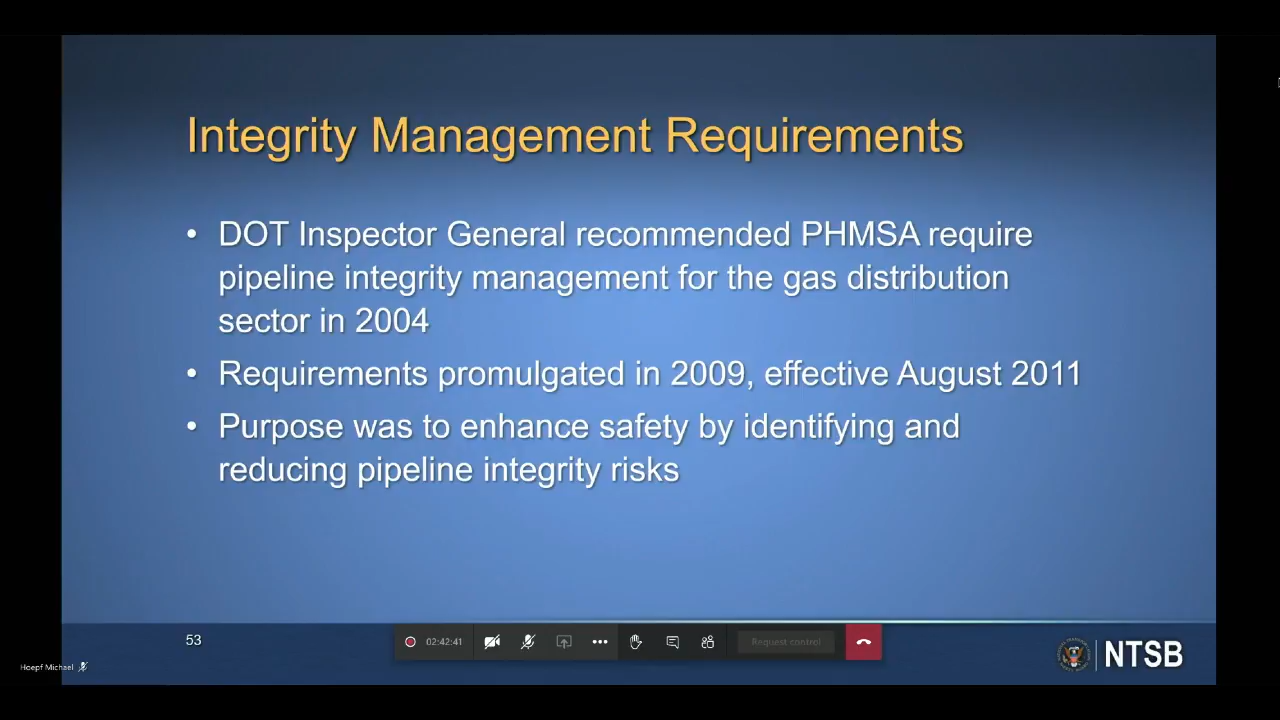 Integrity Management Requirements
• DOT Inspector General recommended PHMSA require
pipeline integrity management for the gas distribution
sector in 2004
• Requirements promulgated in 2009, effective August 2011
• Purpose was to enhance safety by identifying and
reducing pipeline integrity risks
53
02:42:41
Request control
NTSB
Hoepf Michael